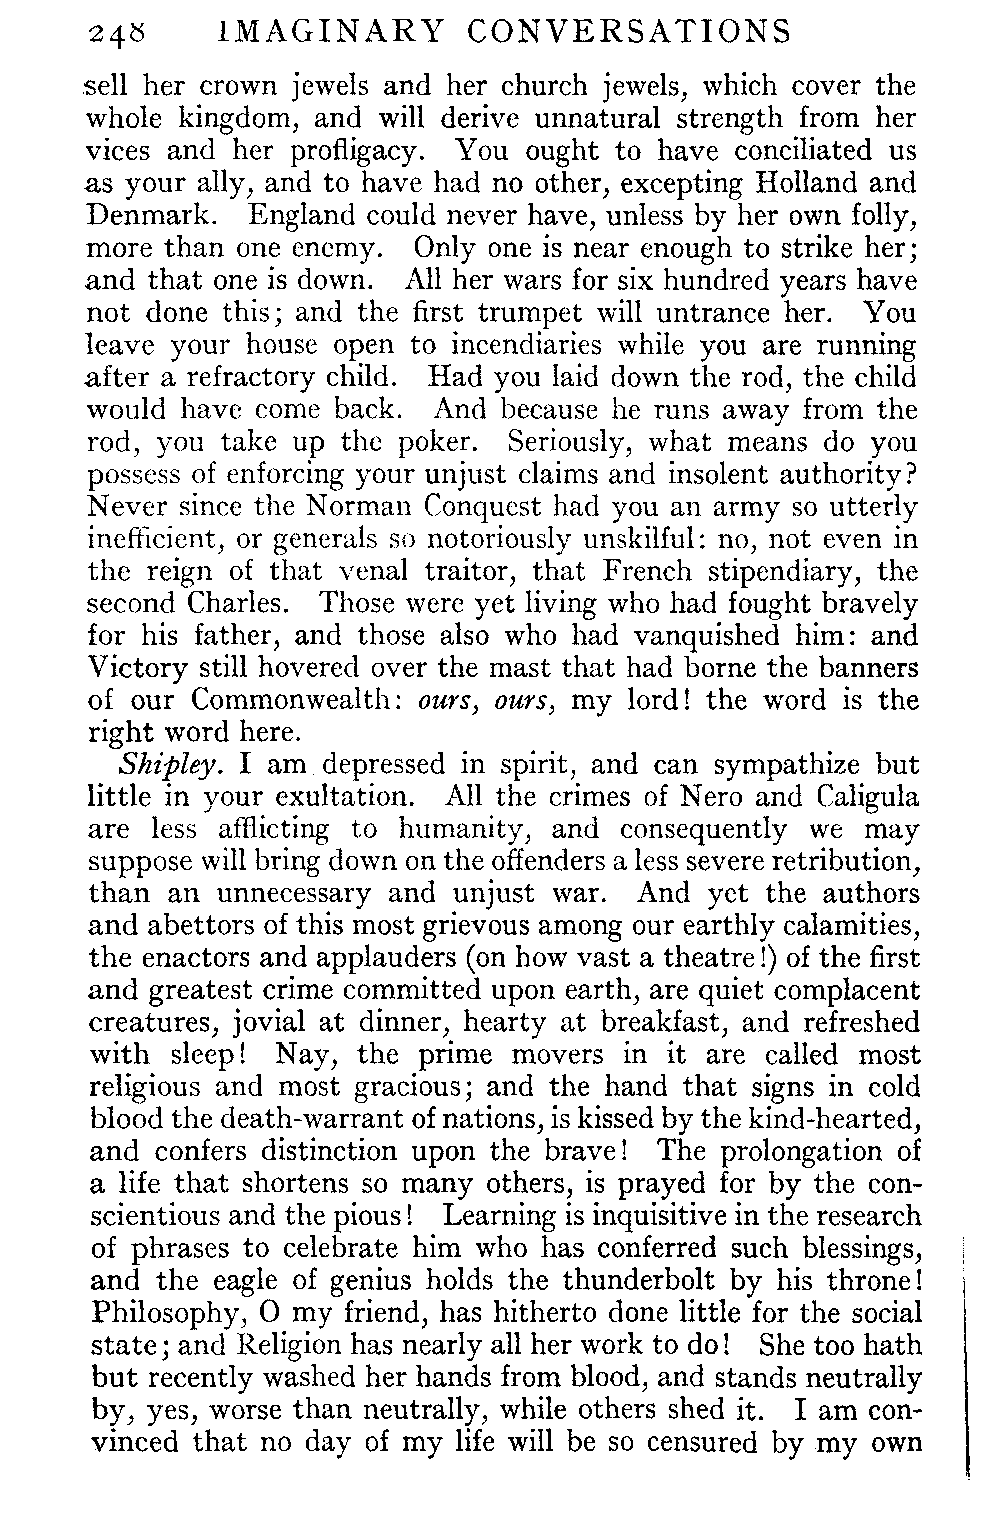 248 IMAGINARY CONVERSATIONS
sell her crown jewels and her church jewels, which cover the
whole kingdom, and will derive unnatural strength from her
vices and her profligacy. You ought to have conciliated us
as your ally, and to have had no other, excepting Holland and
Denmark. England could never have, unless by her own folly,
more than one enemy. Only one is near enough to strike her;
and that one is down. All her wars for six hundred years have
not done this; and the first trumpet will untrance her. You
leave your house open to incendiaries while you are running
after a refractory child. Had you laid down the rod, the child
would have come back. And because he runs away from the
rod, you take up the poker. Seriously, what means do you
possess of enforcing your unjust claims and insolent authority?
Never since the Norman Conquest had you an army so utterly
inefficient, or generals so notoriously unskilful: no, not even in
the reign of that venal traitor, that French stipendiary, the
second Charles. Those were yet living who had fought bravely
for his father, and those also who had vanquished him: and
Victory still hovered over the mast that had borne the banners
of our Commonwealth: ours, ours, my lord! the word is the
right word here.
Shipley. I am depressed in spirit, and can sympathize but
little in your exultation. All the crimes of Nero and Caligula
are less afflicting to humanity, and consequently we may
suppose will bring down on the offenders a less severe retribution,
than an unnecessary and unjust war. And yet the authors
and abettors of this most grievous among our earthly calamities,
the enactors and applauders (on how vast a theatre!) of the first
and greatest crime committed upon earth, are quiet complacent
creatures, jovial at dinner, hearty at breakfast, and refreshed
with sleep! Nay, the prime movers in it are called most
religious and most gracious; and the hand that signs in cold
blood the death-warrant of nations, is kissed by the kind-hearted,
and confers distinction upon the brave! The prolongation of
a life that shortens so many others, is prayed for by the con-
scientious and the pious! Learning is inquisitive in the research
of phrases to celebrate him who has conferred such blessings,
and the eagle of genius holds the thunderbolt by his throne!
Philosophy, O my friend, has hitherto done little for the social
state; and Religion has nearly all her work to do! She too hath
but recently washed her hands from blood, and stands neutrally
by, yes, worse than neutrally, while others shed it. I am con-
vinced that no day of my life will be so censured by my own